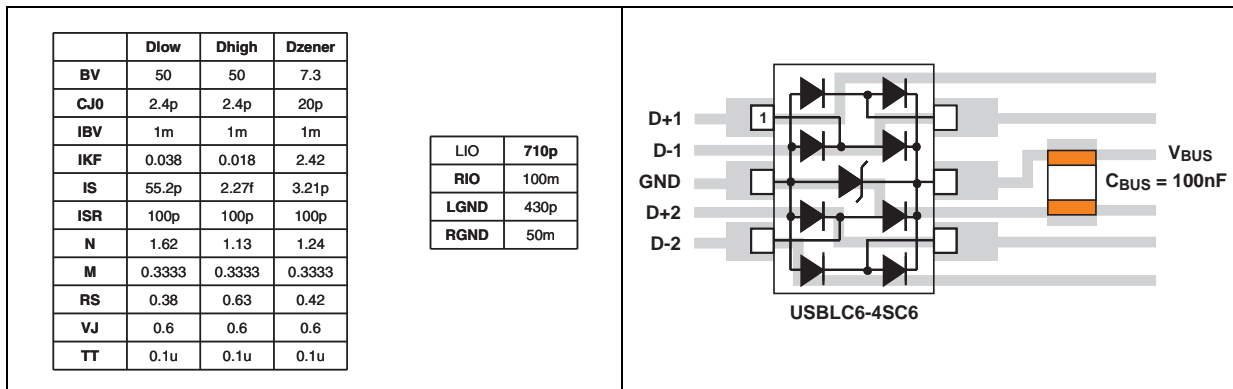 Dlow Dhigh Dzener
BV 50 50 7.3
CJ0 2.4p 2.4p 20p
IBV 1m 1m 1m
IKF 0.038 0.018 2.42
IS 55.2p 2.27f 3.21p
ISR 100p 100p 100p
N 1.62 1.13 1.24
M 0.3333 0.3333 0.3333
RS 0.38 0.63 0.42
VJ 0.6 0.6 0.6
TT 0.1u 0.1u 0.1u
LIO 710p
RIO 100m
LGND 430p
RGND 50m
D+1
D-1
GND
D+2
D-2
1
VBUS
CBUS = 100nF
USBLC6-4SC6